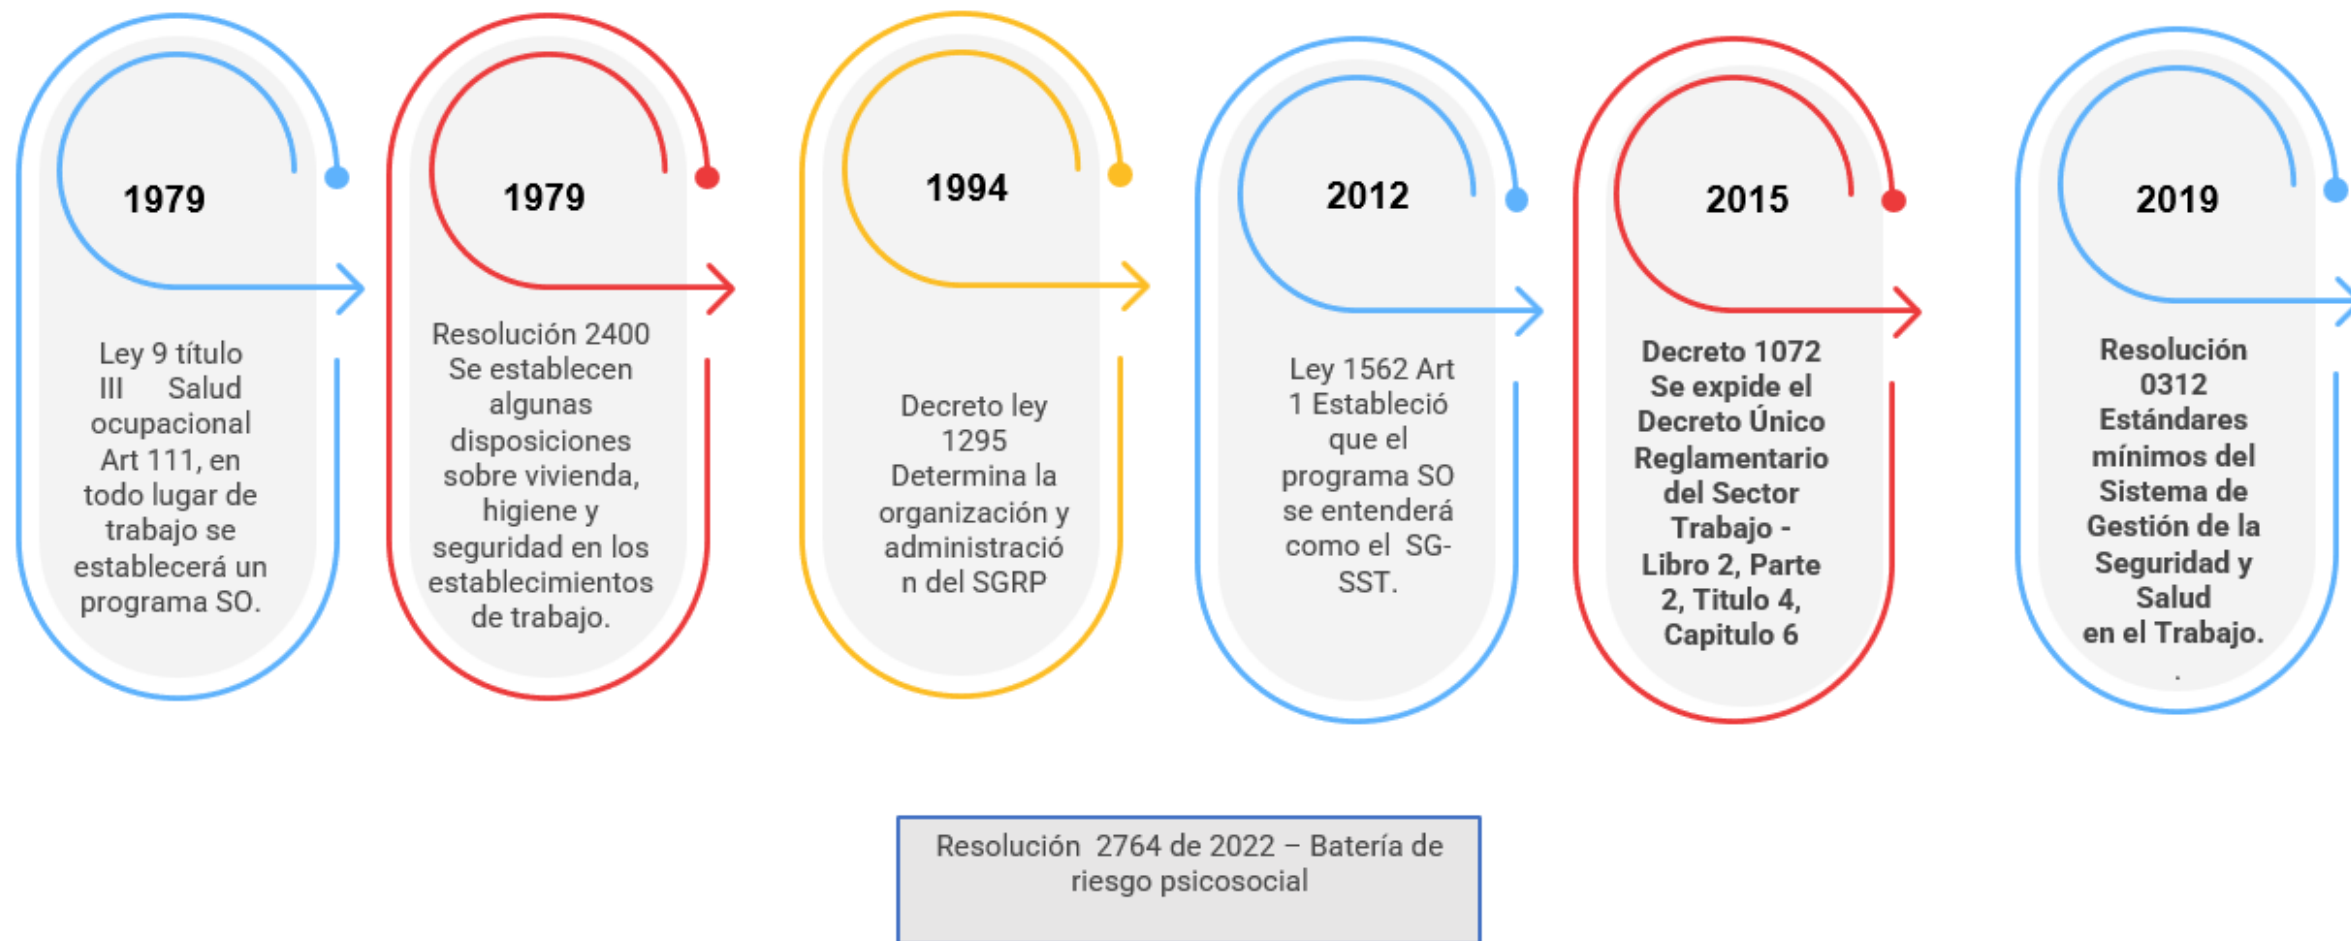 1979
Ley 9 título
III Salud
ocupacional
Art 111, en
todo lugar de
trabajo se
establecerá un
programa SO.
1979
Resolución 2400
Se establecen
algunas
disposiciones
sobre vivienda,
higiene y
seguridad en los
establecimientos
de trabajo.
1994
Decreto ley
1295
Determina la
organización y
administració
n del SGRP
2012
Ley 1562 Art
1 Estableció
que el
programa SO
se entenderá
como el SG-
SST.
2015
Decreto 1072
Se expide el
Decreto Único
Reglamentario
del Sector
Trabajo -
Libro 2, Parte
2, Titulo 4,
Capitulo 6
2019
Resolución
0312
Estándares
mínimos del
Sistema de
Gestión de la
Seguridad y
Salud
en el Trabajo.
.
Resolución 2764 de 2022 – Batería de
riesgo psicosocial